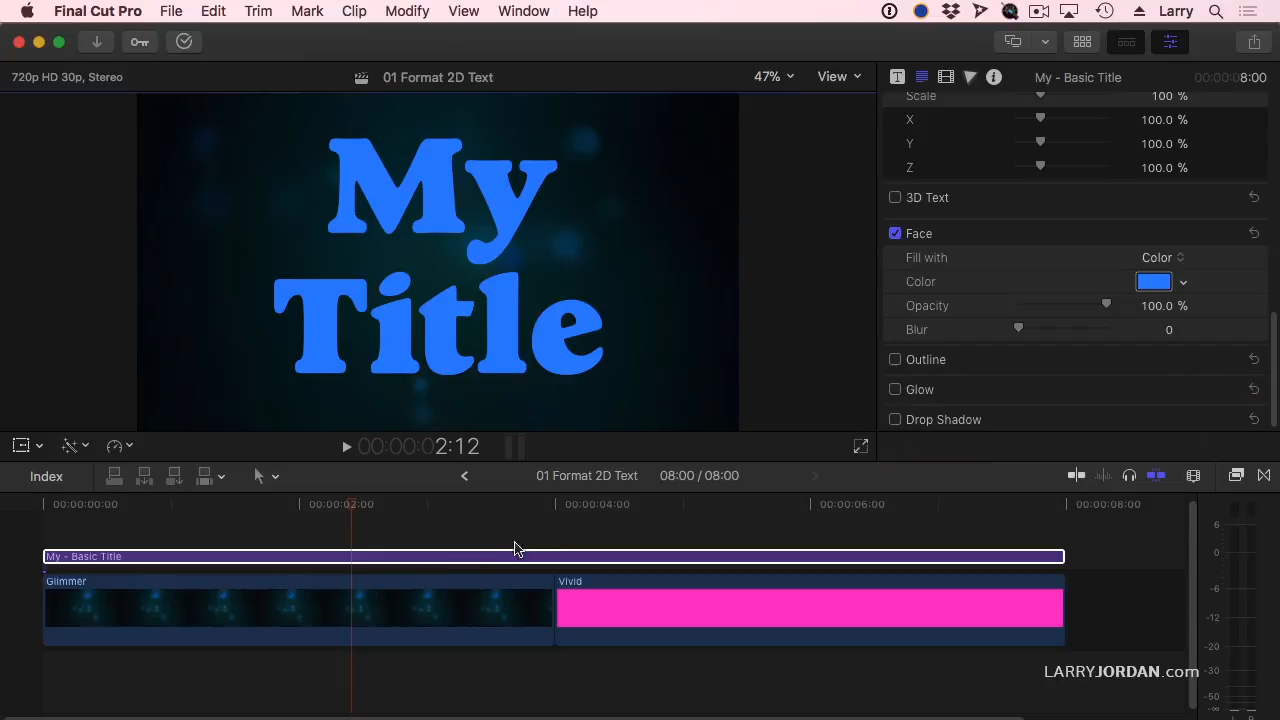 Final Cut Pro File Edit Trim Mark Clip Modify View Window Help Larry
720p HD 30p, Stereo 01 Format 2D Text 47% View My - Basic Title 00:00:08:00
Scale 100 %
X 100.0 %
Y 100.0 %
Z 100.0 %
3D Text
Face
Fill with Color
Color
Opacity 100.0 %
Blur 0
Outline
Glow
Drop Shadow
My
Title
00:00:02:12
Index 01 Format 2D Text 08:00 / 08:00
00:00:00:00 00:00:02:00 00:00:04:00 00:00:06:00 00:00:08:00
My - Basic Title
Glimmer Vivid
6
0
-6
-12
-20
-30
-50
-∞
LARRYJORDAN.com